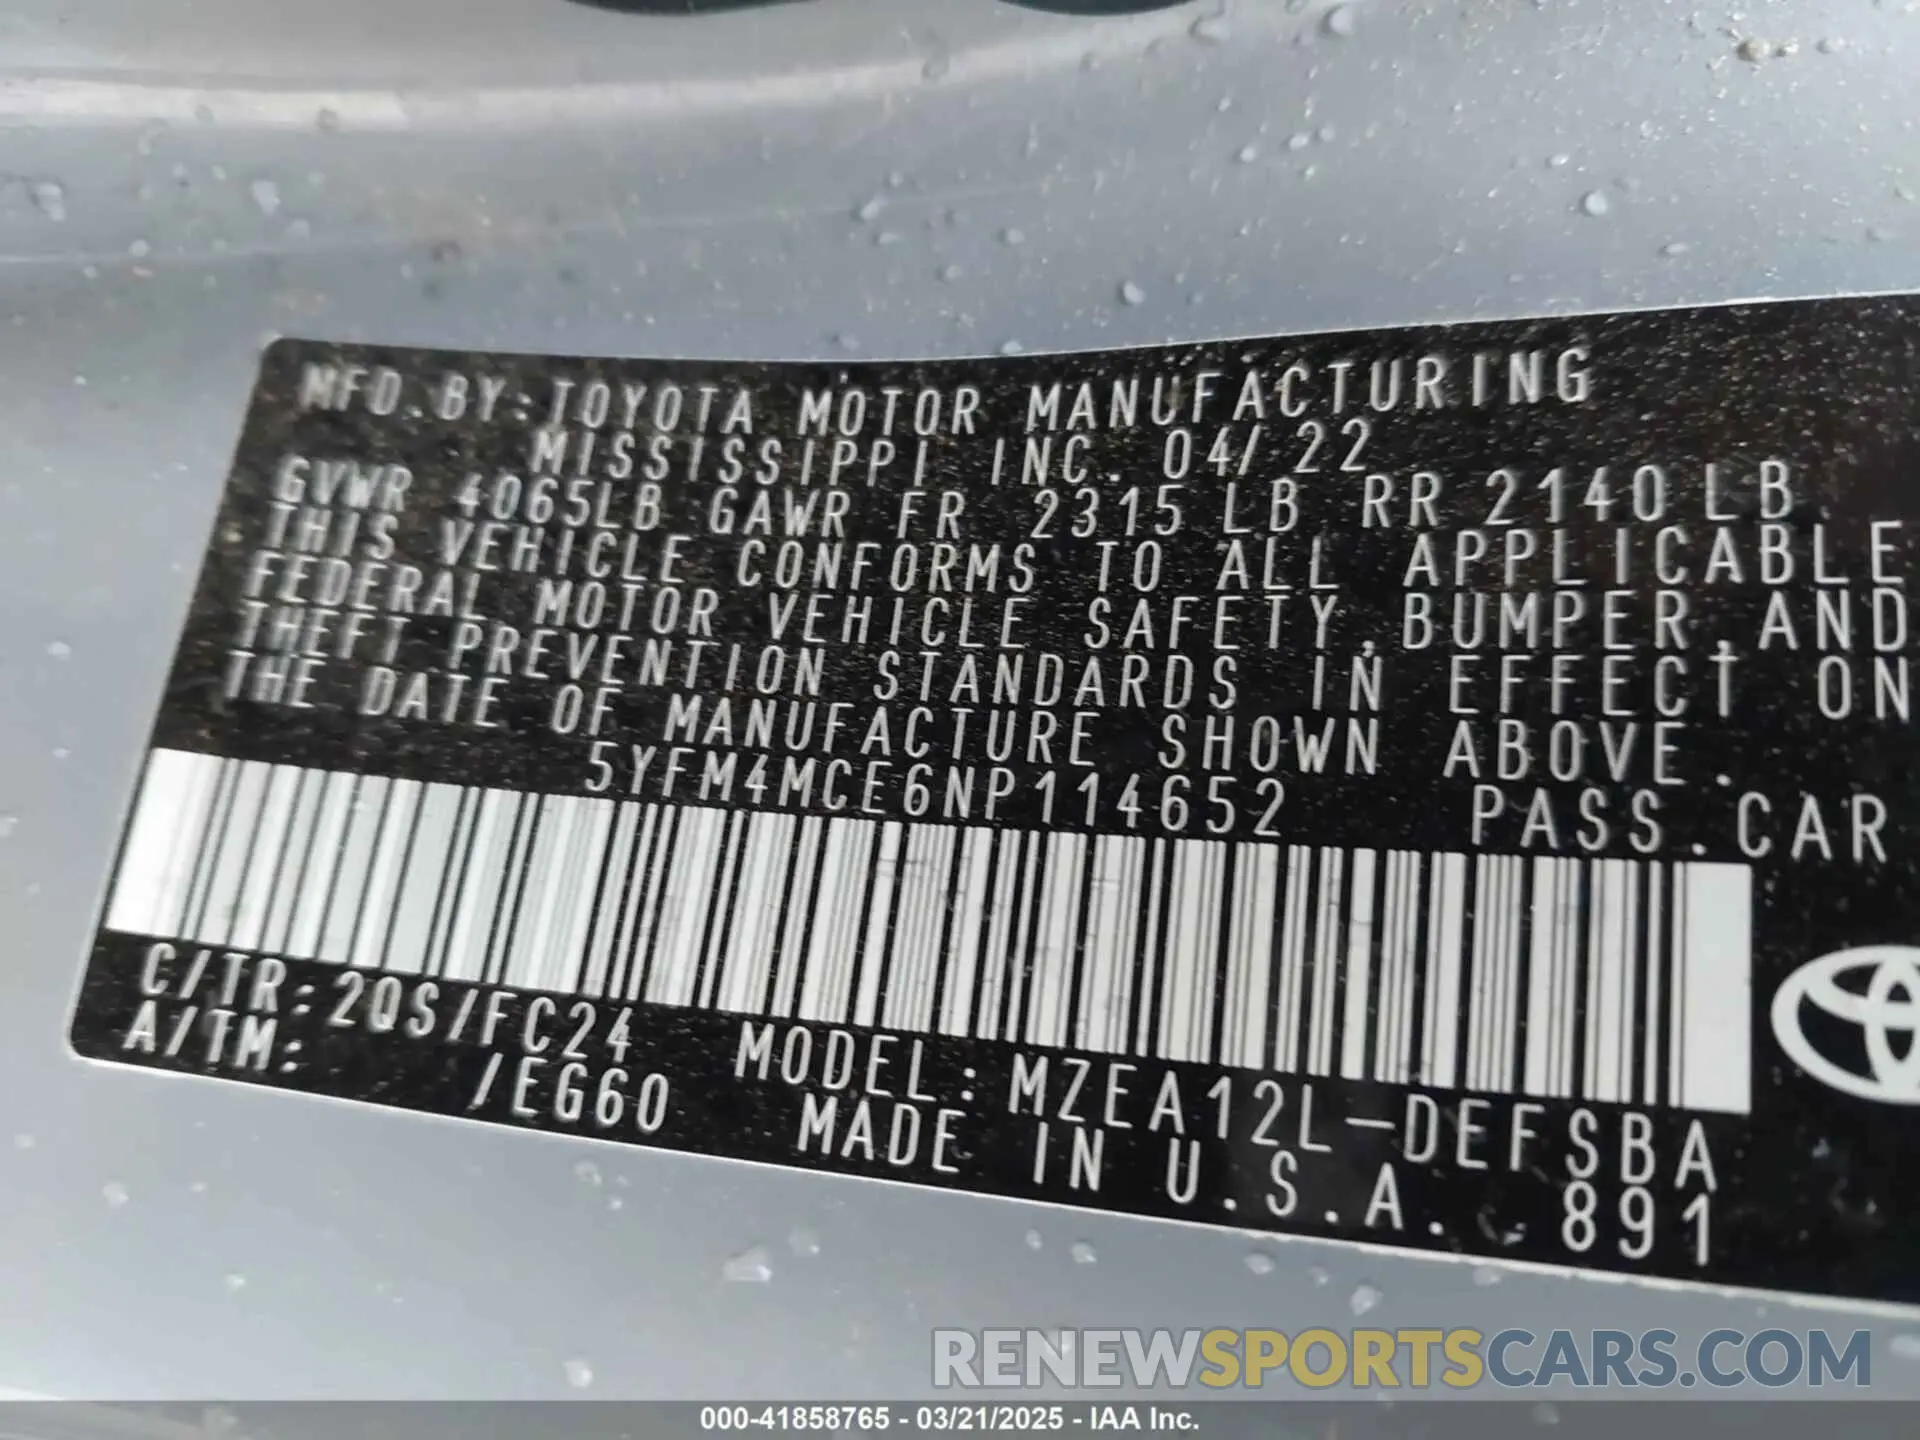 MFD. BY: TOYOTA MOTOR MANUFACTURING
MISSISSIPPI INC. 04/22
GVWR 4065LB GAWR FR 2315LB RR 2140LB
THIS VEHICLE CONFORMS TO ALL APPLICABLE
FEDERAL MOTOR VEHICLE SAFETY, BUMPER, AND
THEFT PREVENTION STANDARDS IN EFFECT ON
THE DATE OF MANUFACTURE SHOWN ABOVE.
5YFM4MCE6NP114652 PASS. CAR
C/TR: 2QS/FC24 MODEL: MZEA12L-DEFSBA
A/TM: /EG60 MADE IN U.S.A. 891
RENEWSPORTSCARS.COM
000-41858765 - 03/21/2025 - IAA Inc.